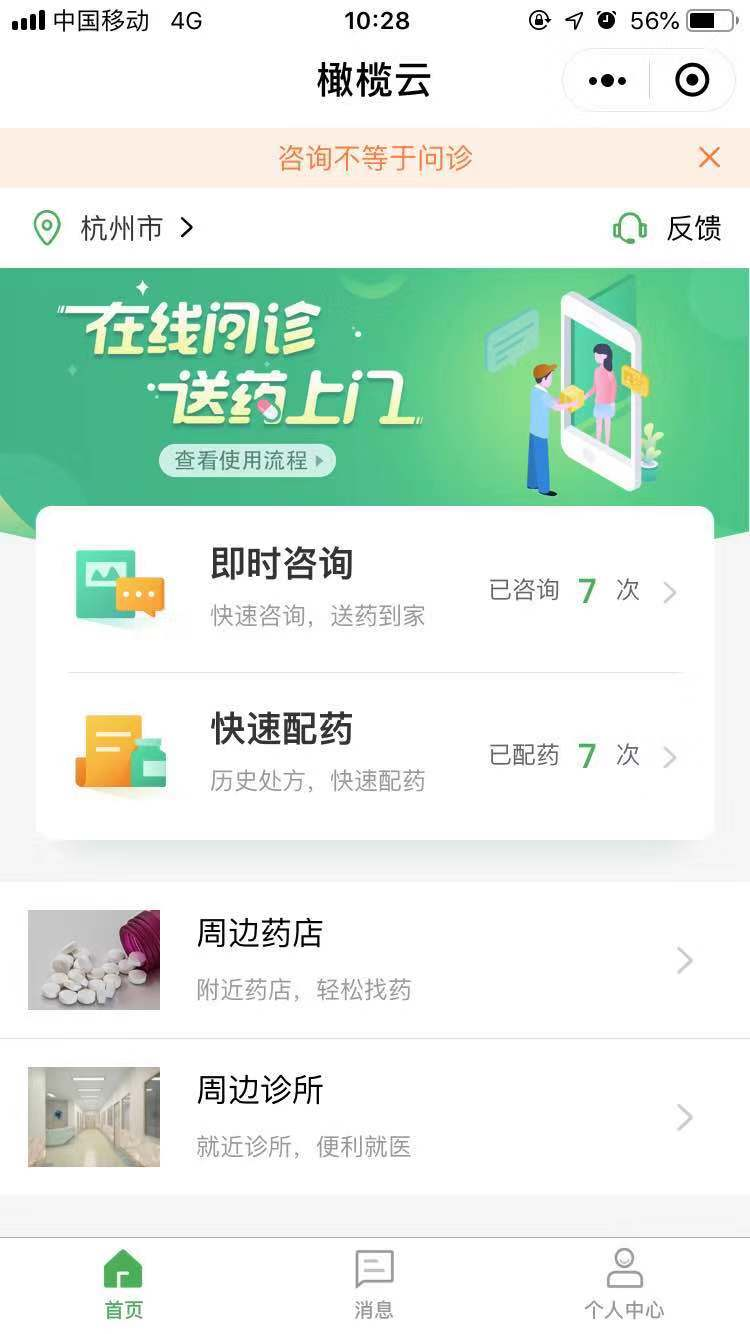 中国移动 4G 10:28 56%
橄榄云
咨询不等于问诊
杭州市 反馈
在线问诊
送药上门
查看使用流程
即时咨询
快速咨询，送药到家
已咨询 7 次
快速配药
历史处方，快速配药
已配药 7 次
周边药店
附近药店，轻松找药
周边诊所
就近诊所，便利就医
首页 消息 个人中心